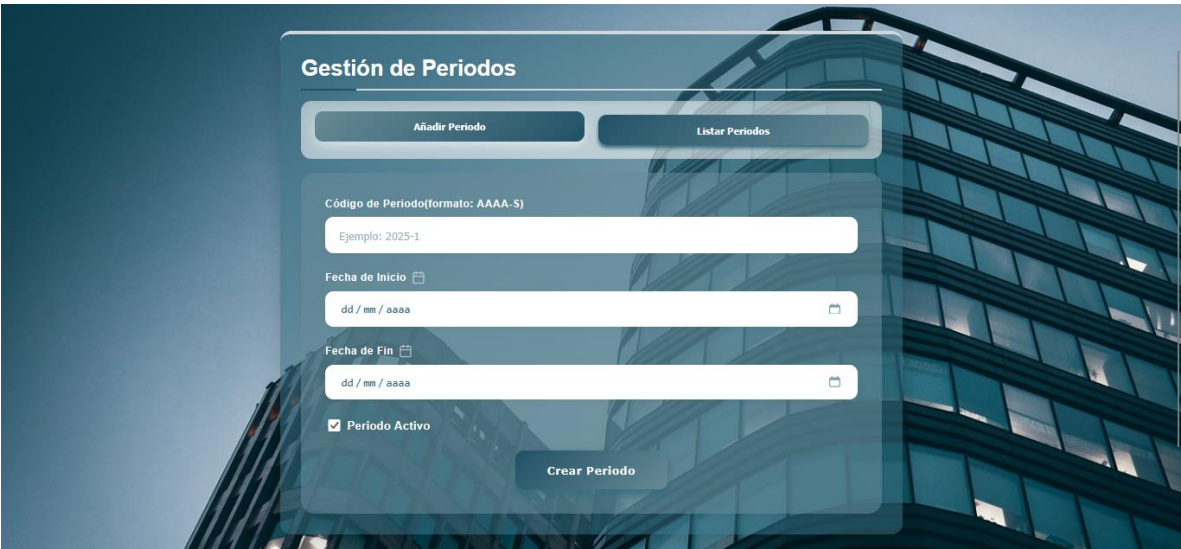 Gestión de Periodos
Añadir Periodo
Listar Periodos
Código de Periodo(formato: AAAA-S)
Ejemplo: 2025-1
Fecha de Inicio
dd / mm / aaaa
Fecha de Fin
dd / mm / aaaa
Periodo Activo
Crear Periodo